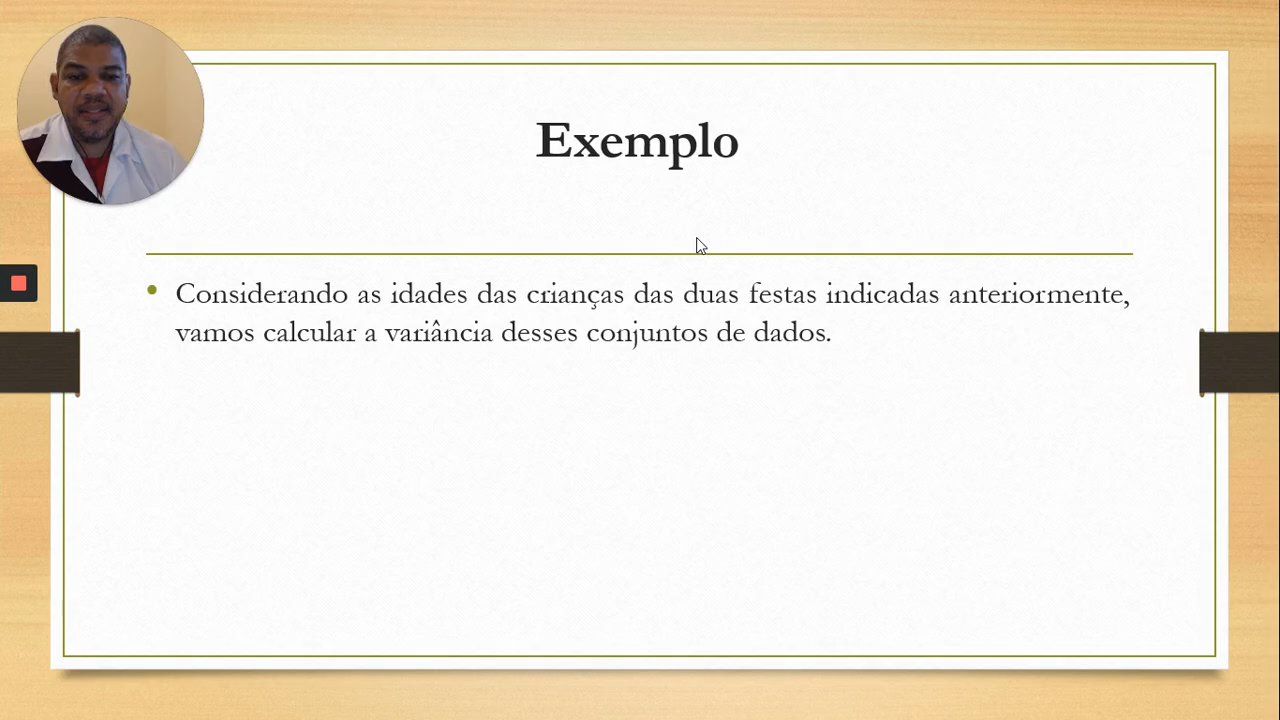 Exemplo
Considerando as idades das crianças das duas festas indicadas anteriormente,
vamos calcular a variância desses conjuntos de dados.